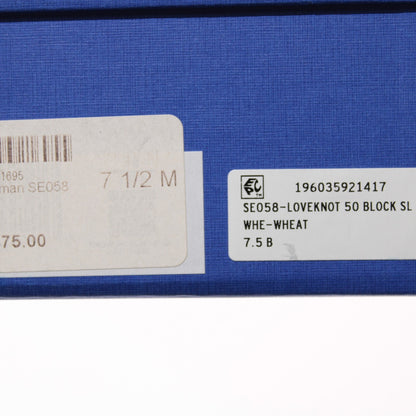 1695
man SE058
7 1/2 M
75.00
196035921417
SE058-LOVEKNOT 50 BLOCK SL
WHE-WHEAT
7.5 B